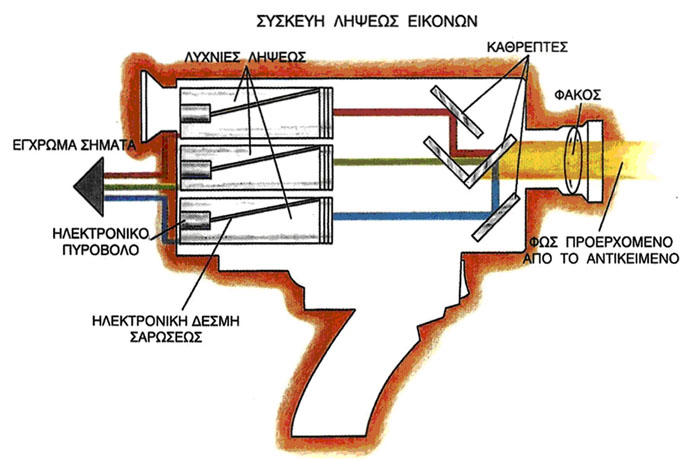 ΣΥΣΚΕΥΗ ΛΗΨΕΩΣ ΕΙΚΟΝΩΝ
ΛΥΧΝΙΕΣ ΛΗΨΕΩΣ
ΚΑΘΡΕΠΤΕΣ
ΦΑΚΟΣ
ΕΓΧΡΩΜΑ ΣΗΜΑΤΑ
ΗΛΕΚΤΡΟΝΙΚΟ
ΠΥΡΟΒΟΛΟ
ΦΩΣ ΠΡΟΕΡΧΟΜΕΝΟ
ΑΠΟ ΤΟ ΑΝΤΙΚΕΙΜΕΝΟ
ΗΛΕΚΤΡΟΝΙΚΗ ΔΕΣΜΗ
ΣΑΡΩΣΕΩΣ